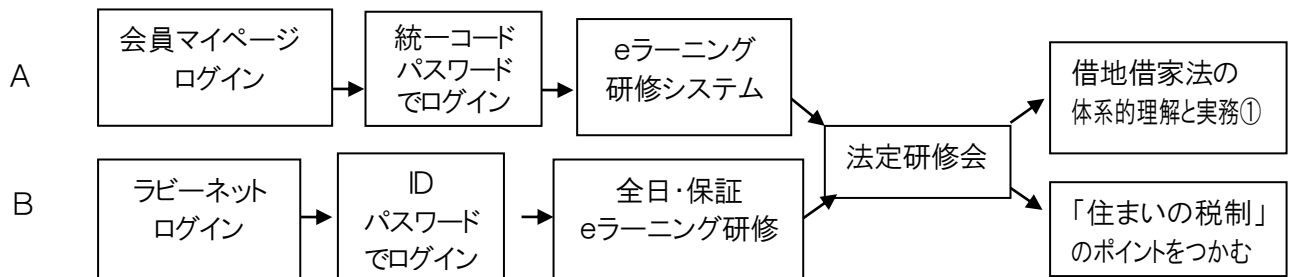 A
会員マイページ
ログイン
統一コード
パスワード
でログイン
eラーニング
研修システム
B
ラビーネット
ログイン
ID
パスワード
でログイン
全日・保証
eラーニング研修
法定研修会
借地借家法の
体系的理解と実務①
「住まいの税制」
のポイントをつかむ